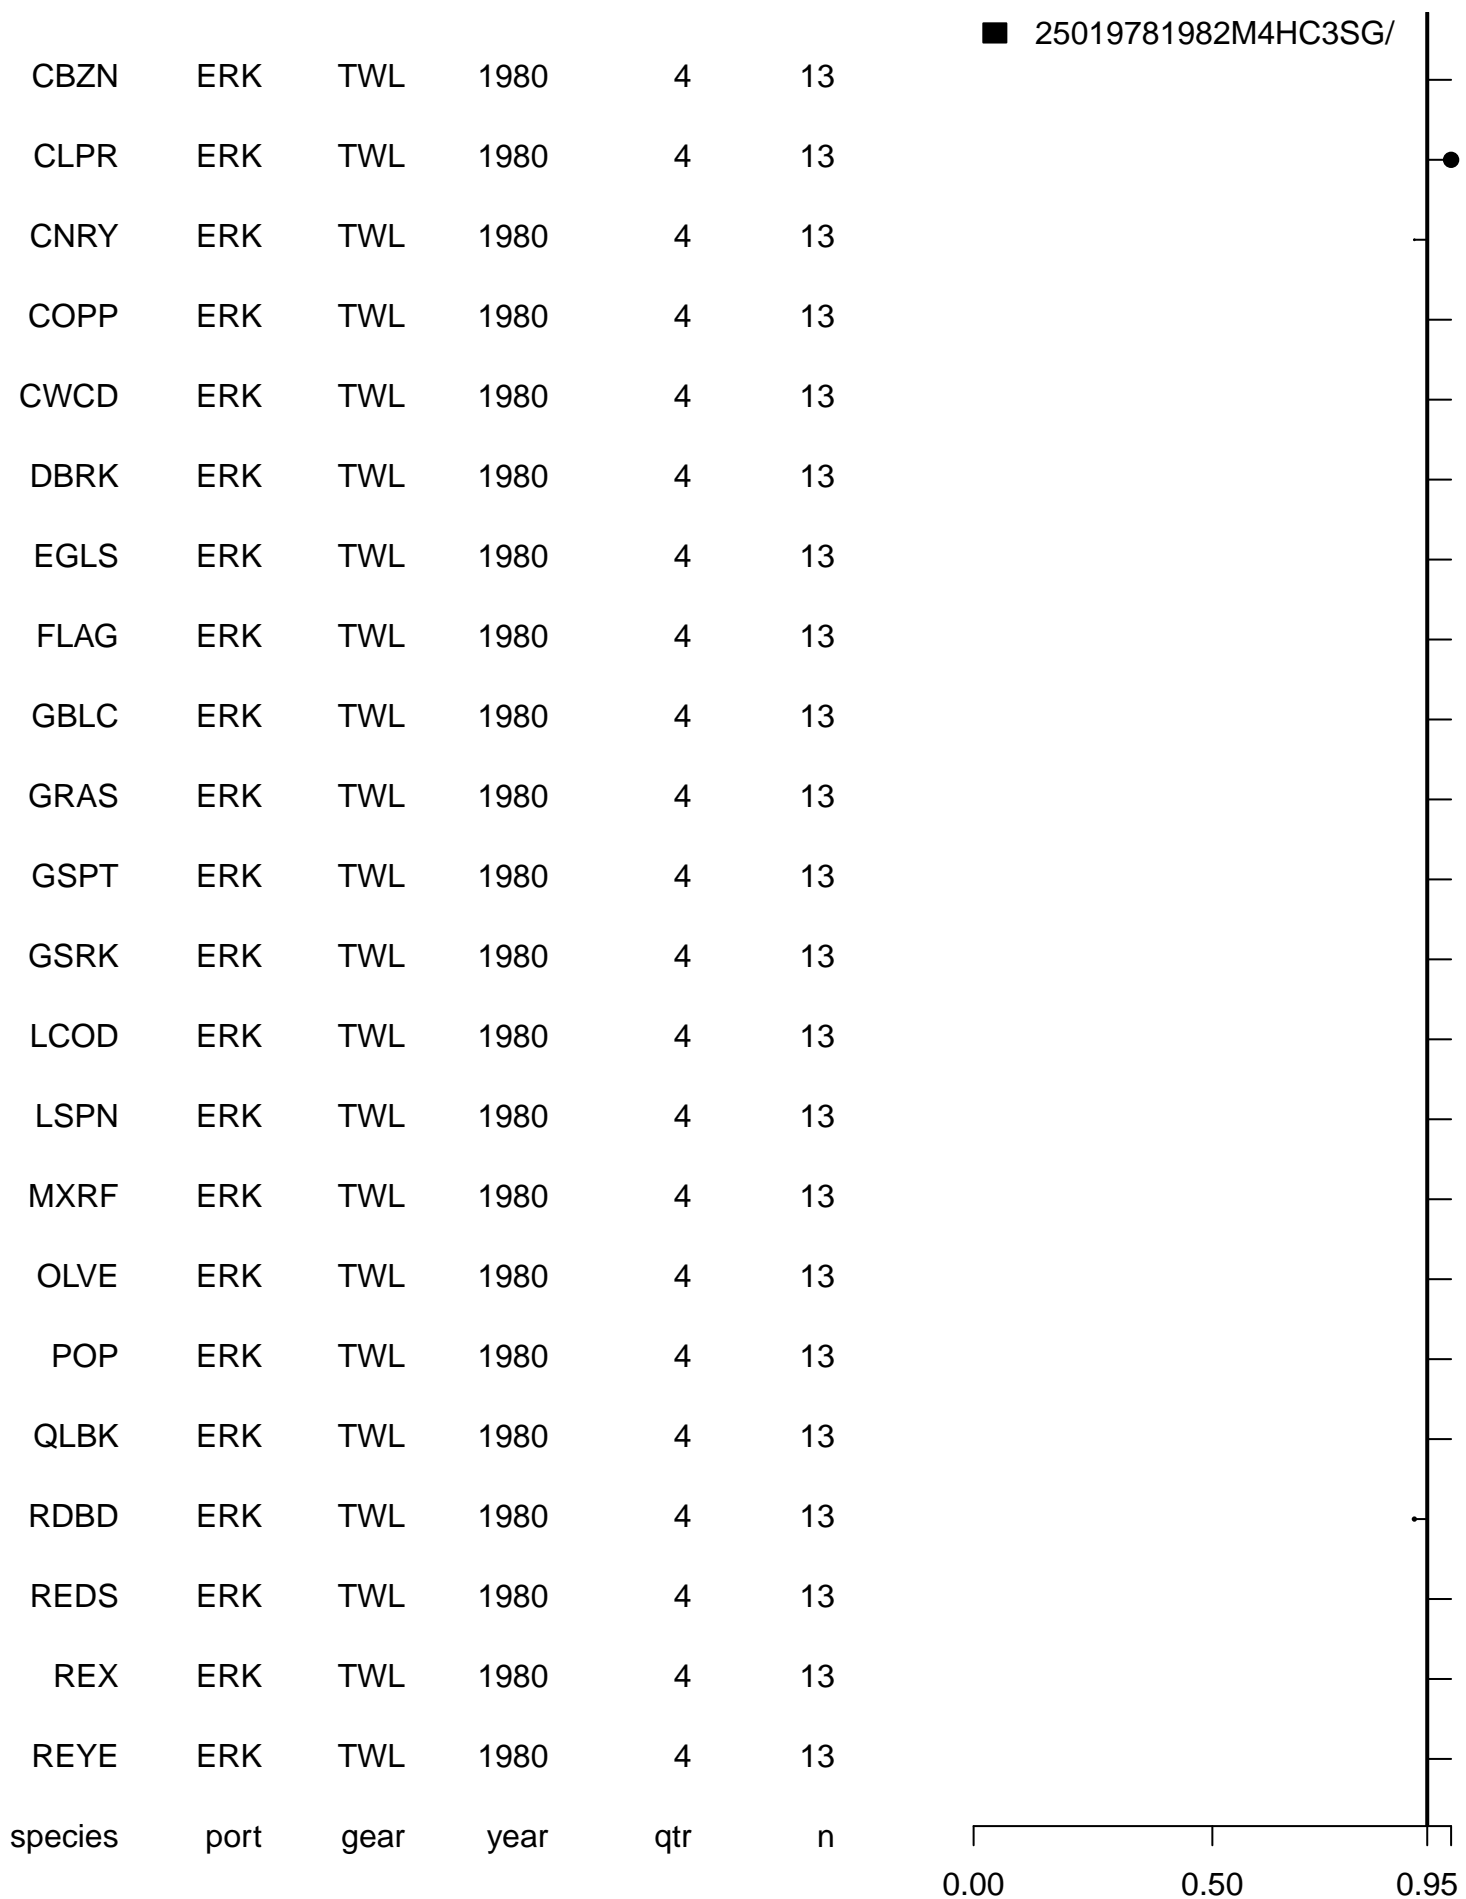 25019781982M4HC3SG/
CBZN ERK TWL 1980 4 13
CLPR ERK TWL 1980 4 13
CNRY ERK TWL 1980 4 13
COPP ERK TWL 1980 4 13
CWCD ERK TWL 1980 4 13
DBRK ERK TWL 1980 4 13
EGLS ERK TWL 1980 4 13
FLAG ERK TWL 1980 4 13
GBLC ERK TWL 1980 4 13
GRAS ERK TWL 1980 4 13
GSPT ERK TWL 1980 4 13
GSRK ERK TWL 1980 4 13
LCOD ERK TWL 1980 4 13
LSPN ERK TWL 1980 4 13
MXRF ERK TWL 1980 4 13
OLVE ERK TWL 1980 4 13
POP ERK TWL 1980 4 13
QLBK ERK TWL 1980 4 13
RDBD ERK TWL 1980 4 13
REDS ERK TWL 1980 4 13
REX ERK TWL 1980 4 13
REYE ERK TWL 1980 4 13
species port gear year qtr n
0.00 0.50 0.95